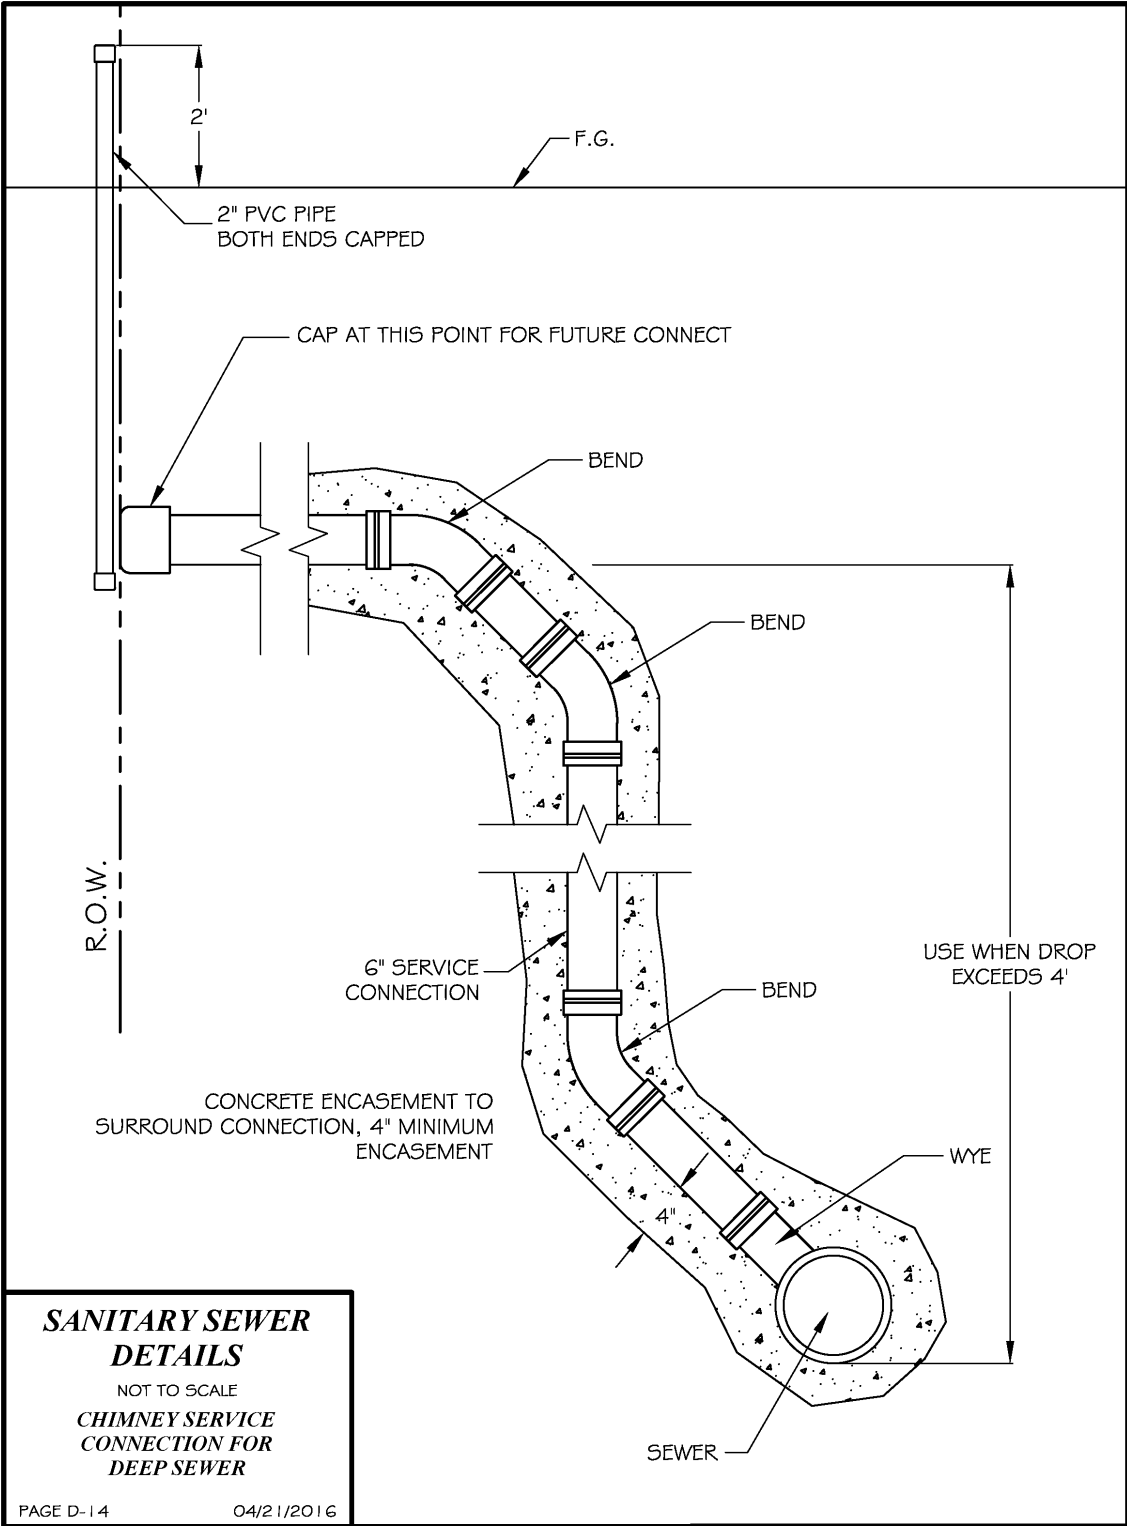 2'
F.G.
2" PVC PIPE
BOTH ENDS CAPPED
CAP AT THIS POINT FOR FUTURE CONNECT
BEND
BEND
R.O.W.
USE WHEN DROP
EXCEEDS 4'
6" SERVICE
CONNECTION
BEND
CONCRETE ENCASEMENT TO
SURROUND CONNECTION, 4" MINIMUM
ENCASEMENT
WYE
4"
SEWER
SANITARY SEWER
DETAILS
NOT TO SCALE
CHIMNEY SERVICE
CONNECTION FOR
DEEP SEWER
PAGE D-14 04/21/2016